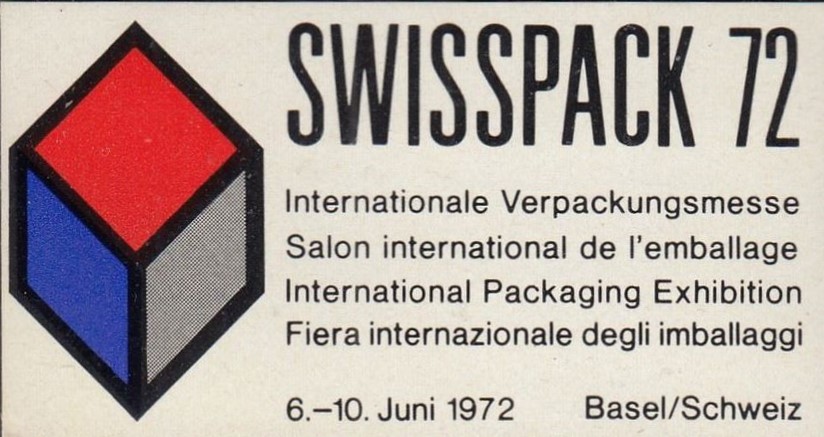 SWISSPACK 72
Internationale Verpackungsmesse
Salon international de l'emballage
International Packaging Exhibition
Fiera internazionale degli imballaggi
6.–10. Juni 1972 Basel/Schweiz